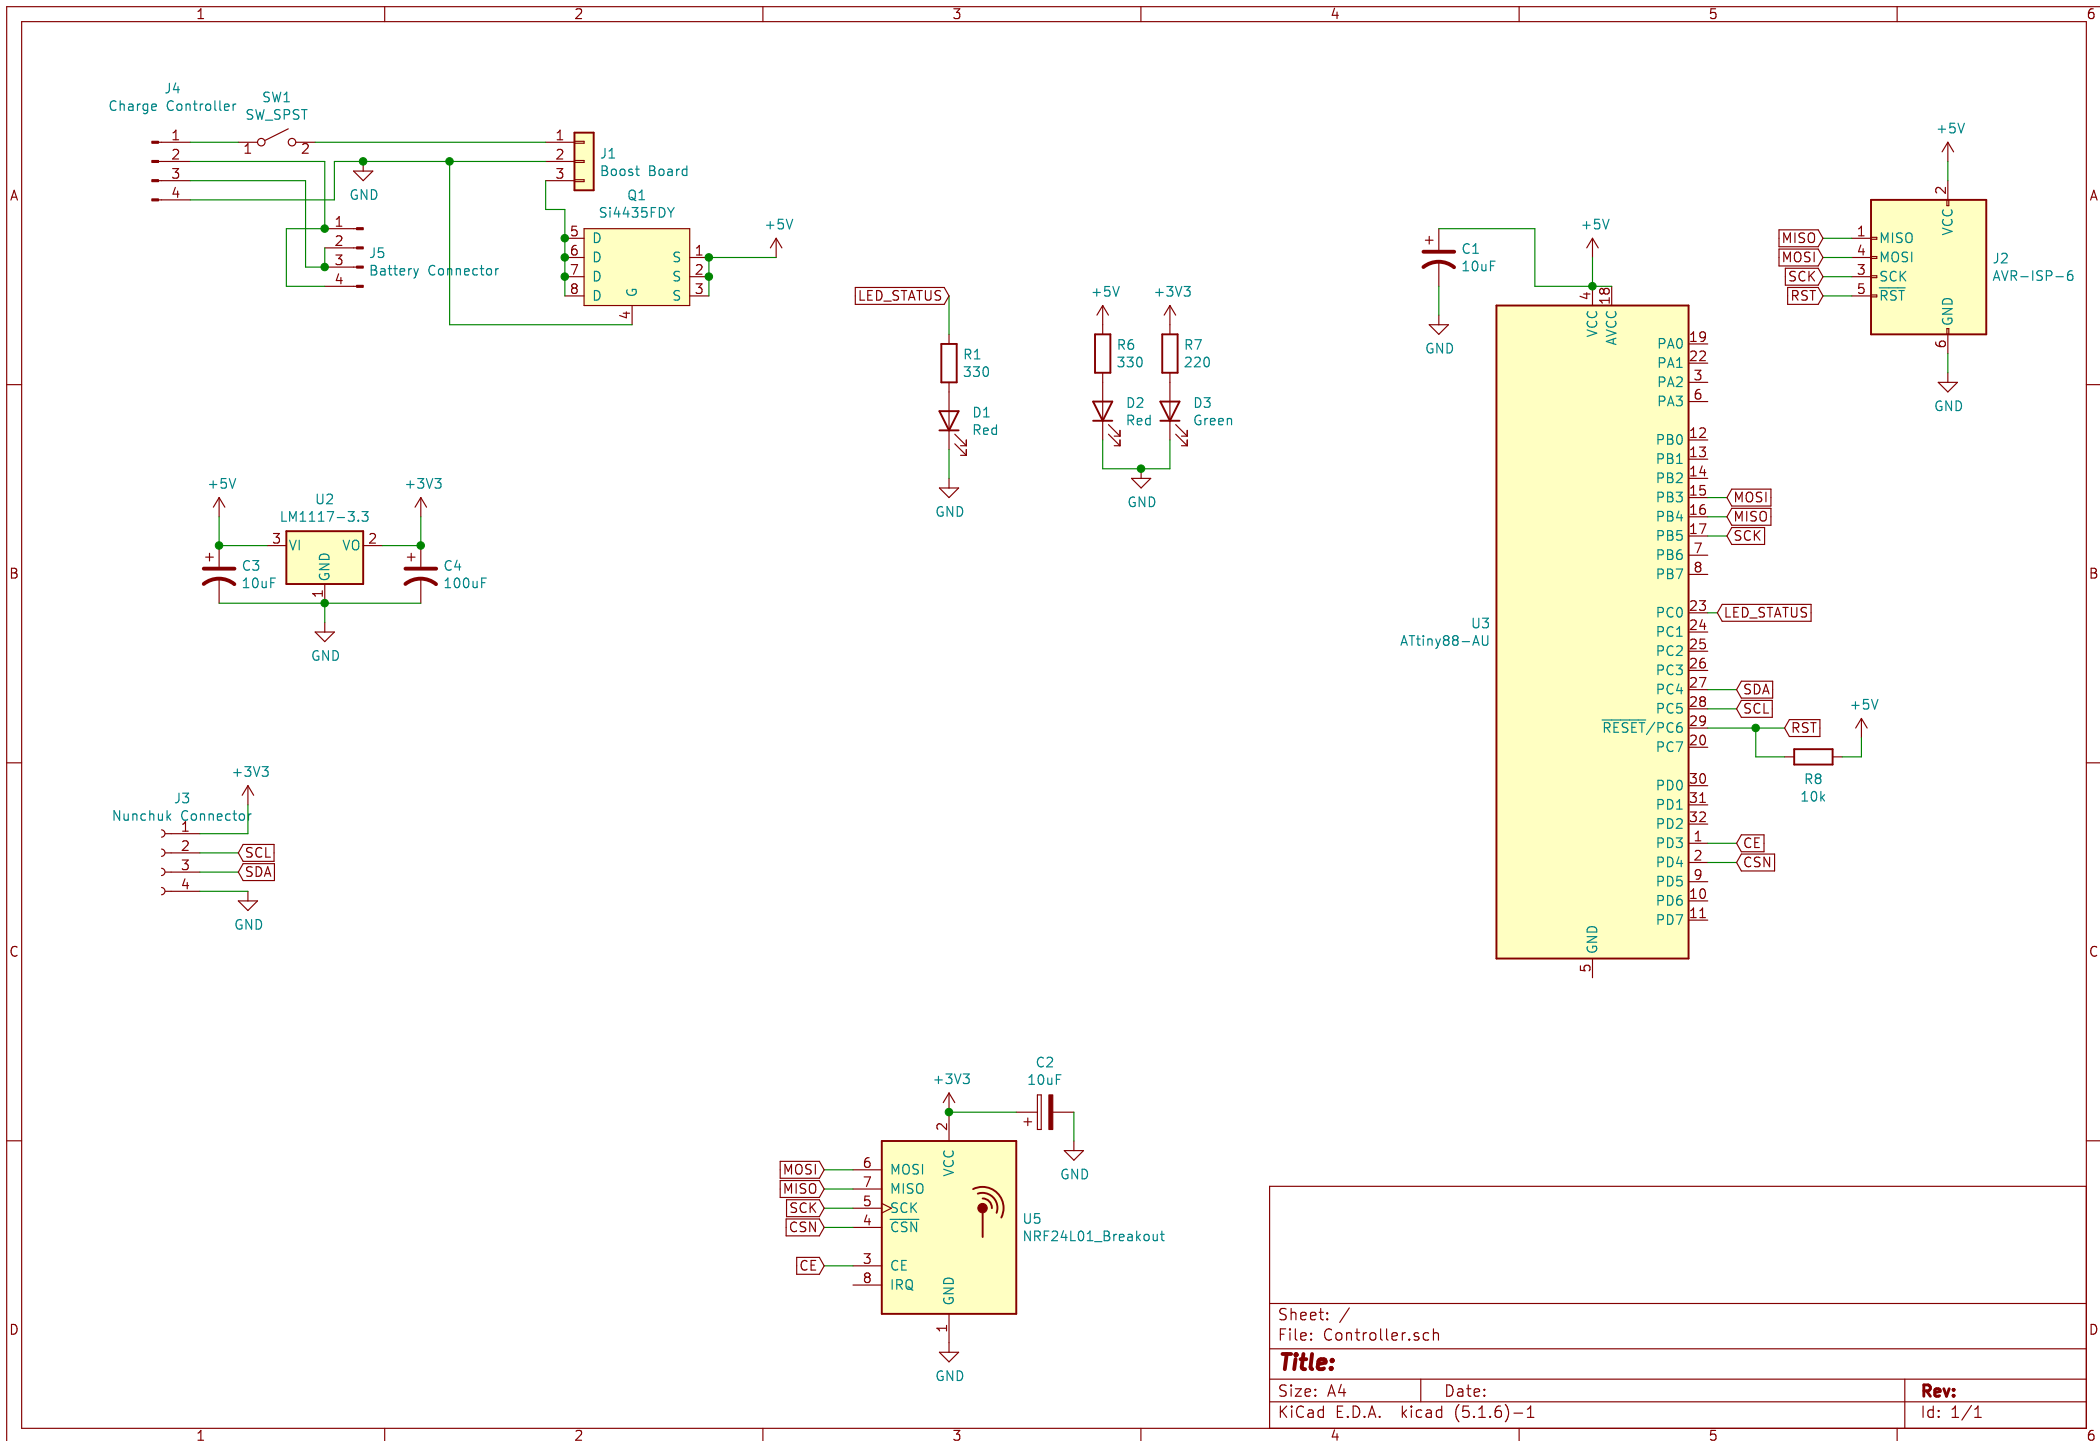 1 2 3 4 5 6
A
B
C
D
A
B
C
D
J4
Charge Controller
1
2
3
4
SW1
SW_SPST
1 2
GND
1
2
3
J1
Boost Board
1
2
3
4
J5
Battery Connector
Q1
Si4435FDY
5 D
6 D
7 D
8 D
S 1
S 2
S 3
G
4
+5V
LED_STATUS
R1
330
D1
Red
GND
+5V
+3V3
R6
330
R7
220
D2
Red
D3
Green
GND
+5V
C1
10uF
GND
+5V
2
VCC
MISO 1 MISO
MOSI 4 MOSI
SCK 3 SCK
RST 5 RST
GND
6
J2
AVR-ISP-6
GND
+5V
U2
LM1117-3.3
+3V3
3 VI
VO 2
GND
1
C3
10uF
C4
100uF
GND
+3V3
J3
Nunchuk Connector
1
2 SCL
3 SDA
4
GND
4
18
VCC
AVCC
PA0 19
PA1 22
PA2 3
PA3 6
PB0 12
PB1 13
PB2 14
PB3 15 MOSI
PB4 16 MISO
PB5 17 SCK
PB6 7
PB7 8
PC0 23 LED_STATUS
PC1 24
PC2 25
PC3 26
PC4 27 SDA
PC5 28 SCL
RESET/PC6 29 RST
PC7 20
PD0 30
PD1 31
PD2 32
PD3 1 CE
PD4 2 CSN
PD5 9
PD6 10
PD7 11
GND
5
U3
ATtiny88-AU
+5V
R8
10k
+3V3
C2
10uF
GND
2
VCC
MOSI 6 MOSI
MISO 7 MISO
SCK 5 SCK
CSN 4 CSN
CE 3 CE
8 IRQ
GND
1
U5
NRF24L01_Breakout
GND
Sheet: /
File: Controller.sch
Title:
Size: A4 Date: Rev:
KiCad E.D.A. kicad (5.1.6)-1 Id: 1/1
1 2 3 4 5 6